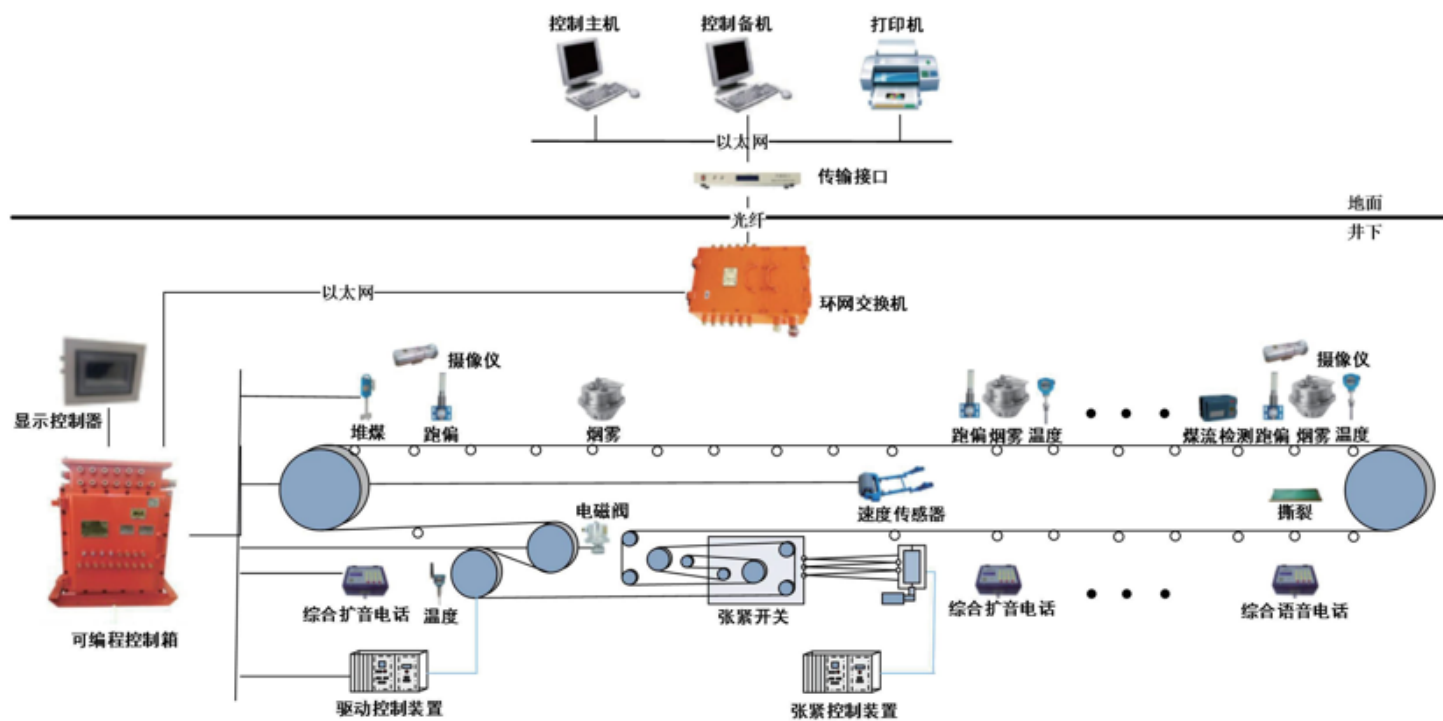 控制主机
控制备机
打印机
以太网
传输接口
地面
光纤
井下
以太网
环网交换机
摄像仪
摄像仪
显示控制器
堆煤
跑偏
烟雾
跑偏
烟雾
温度
煤流检测
跑偏
烟雾
温度
电磁阀
速度传感器
撕裂
综合扩音电话
温度
张紧开关
综合扩音电话
综合语音电话
可编程控制箱
驱动控制装置
张紧控制装置